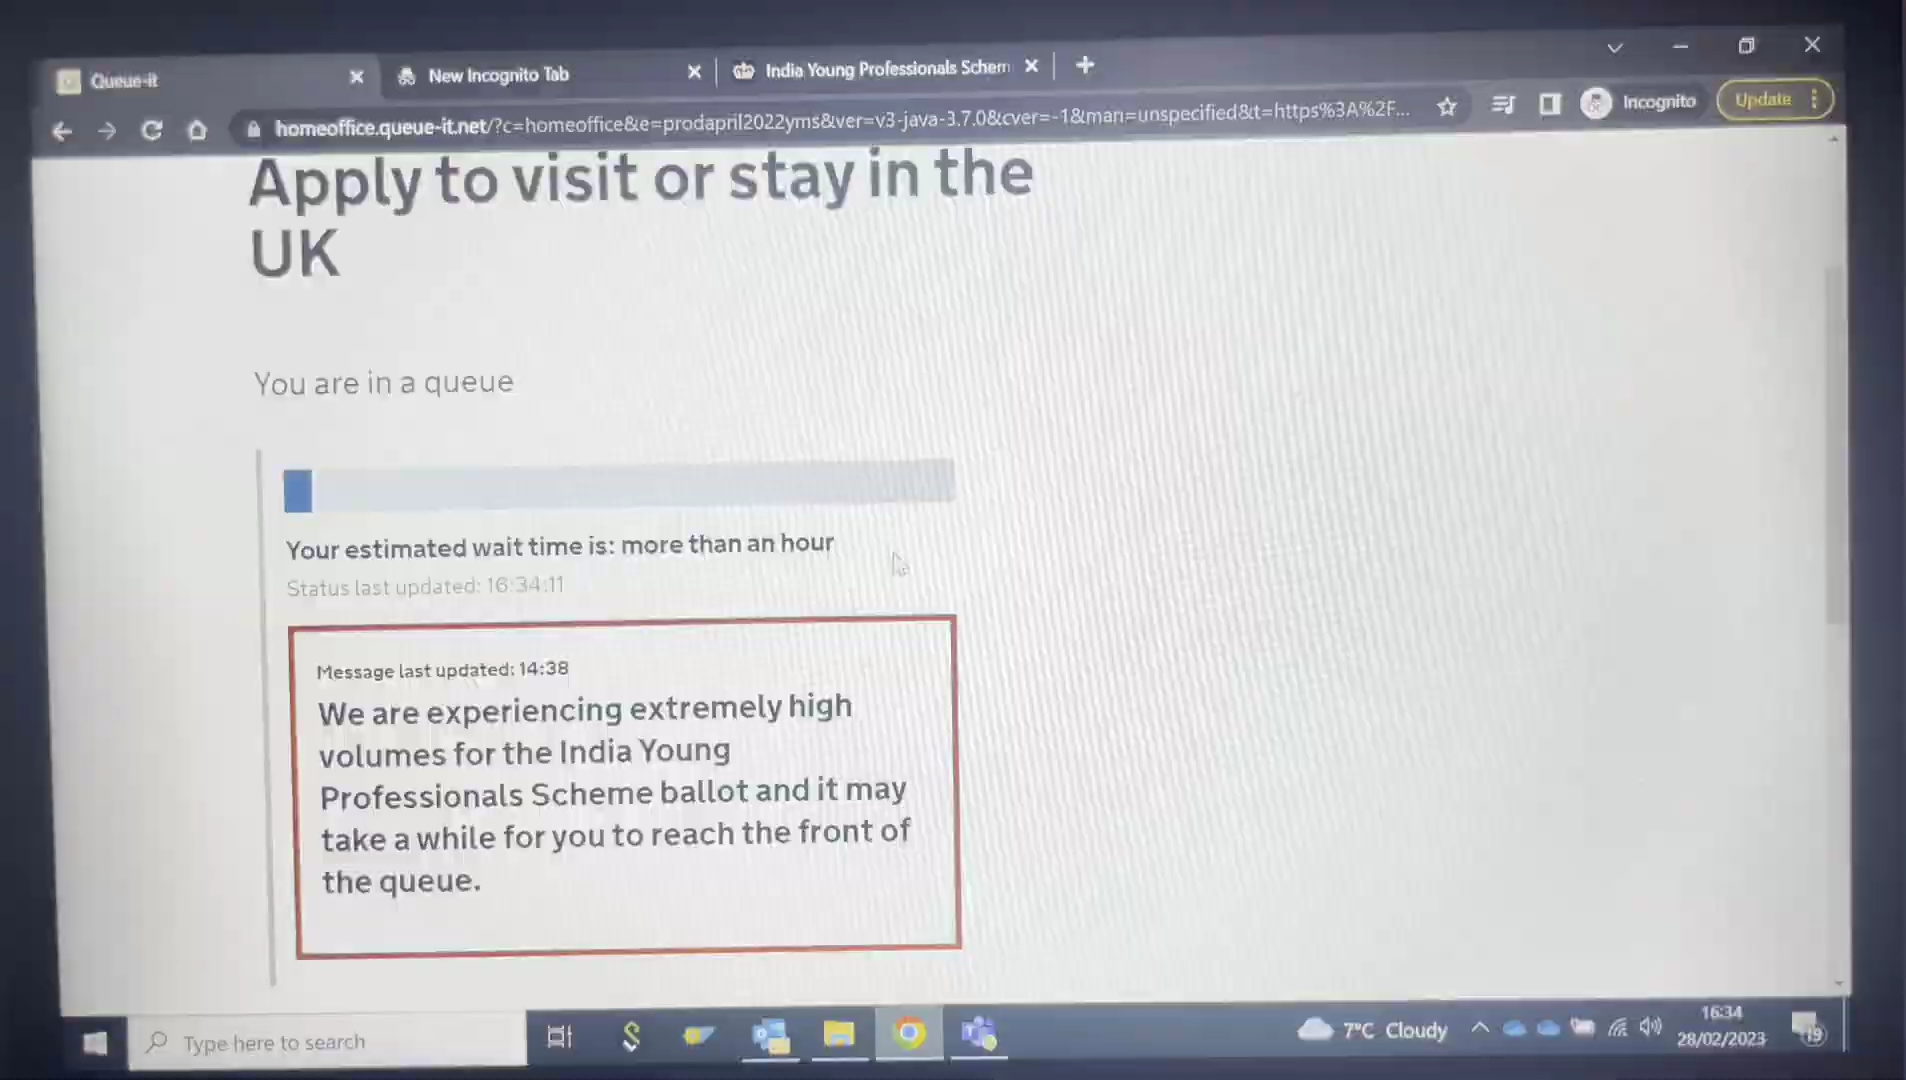 Queue-it
New Incognito Tab
India Young Professionals Schem
homeoffice.queue-it.net/?c=homeoffice&e=prodapril2022yms&ver=v3-java-3.7.0&cver=-1&man=unspecified&t=https%3A%2F...
Incognito
Update
Apply to visit or stay in the
UK
You are in a queue
Your estimated wait time is: more than an hour
Status last updated: 16:34:11
Message last updated: 14:38
We are experiencing extremely high
volumes for the India Young
Professionals Scheme ballot and it may
take a while for you to reach the front of
the queue.
Type here to search
7°C Cloudy
16:34
28/02/2023
19